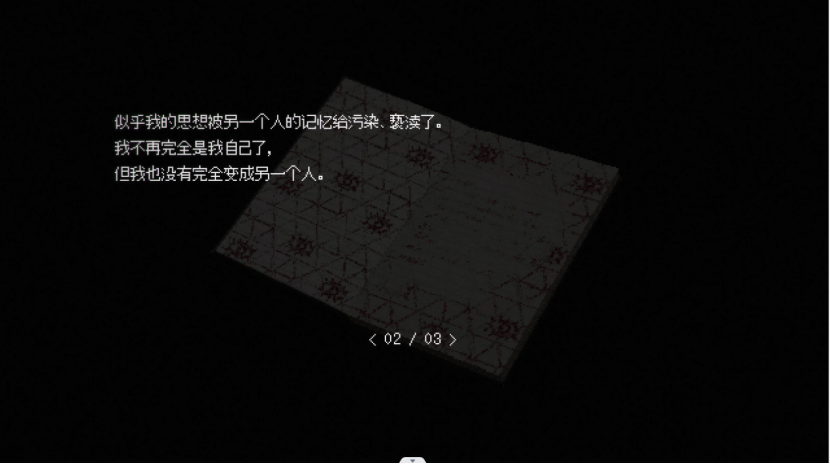 似乎我的思想被另一个人的记忆给污染、亵渎了。
我不再完全是我自己了，
但我也没有完全变成另一个人。
< 02 / 03 >